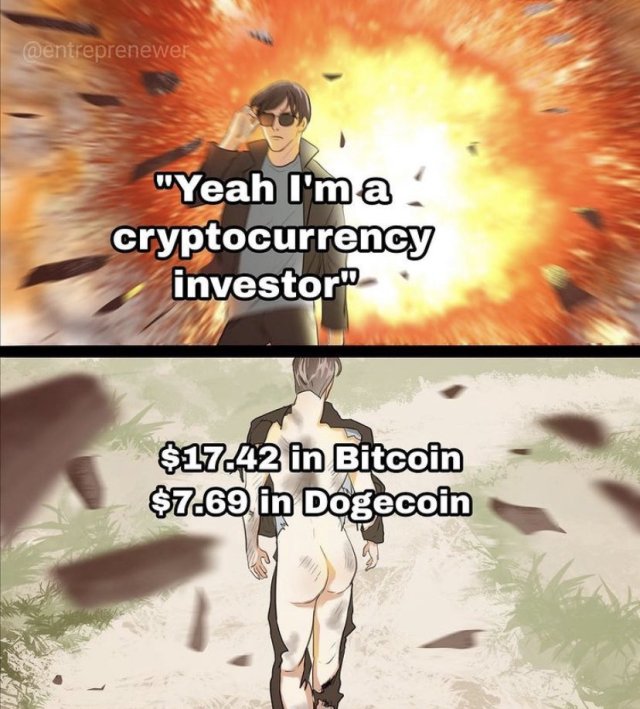 @entreprenewer
"Yeah I'm a
cryptocurrency
investor"
$17.42 in Bitcoin
$7.69 in Dogecoin